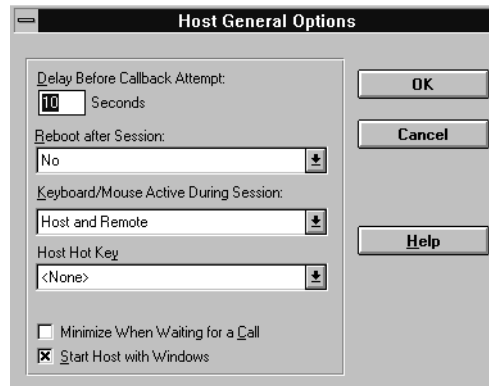 Host General Options
Delay Before Callback Attempt:
10 Seconds
Reboot after Session:
No
Keyboard/Mouse Active During Session:
Host and Remote
Host Hot Key
<None>
Minimize When Waiting for a Call
Start Host with Windows
OK
Cancel
Help